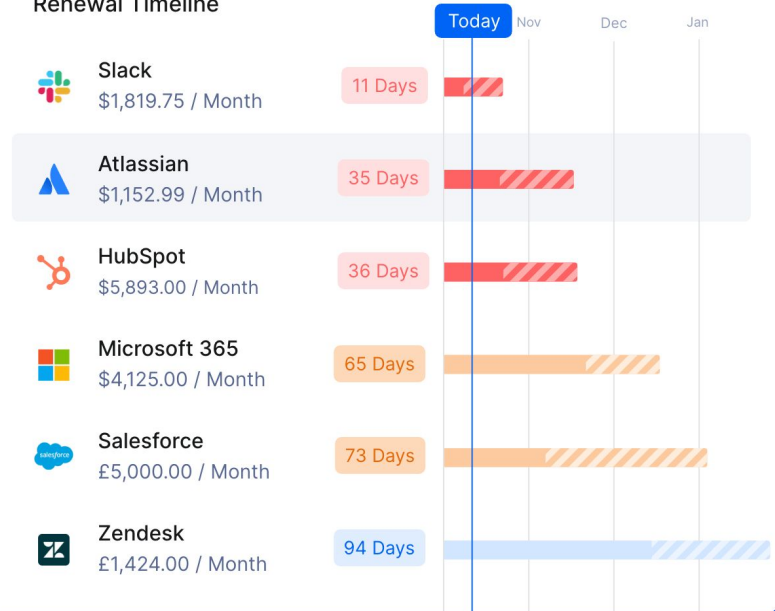 Renewal Timeline
Today Nov Dec Jan
Slack
$1,819.75 / Month
11 Days
Atlassian
$1,152.99 / Month
35 Days
HubSpot
$5,893.00 / Month
36 Days
Microsoft 365
$4,125.00 / Month
65 Days
salesforce
Salesforce
£5,000.00 / Month
73 Days
Zendesk
£1,424.00 / Month
94 Days